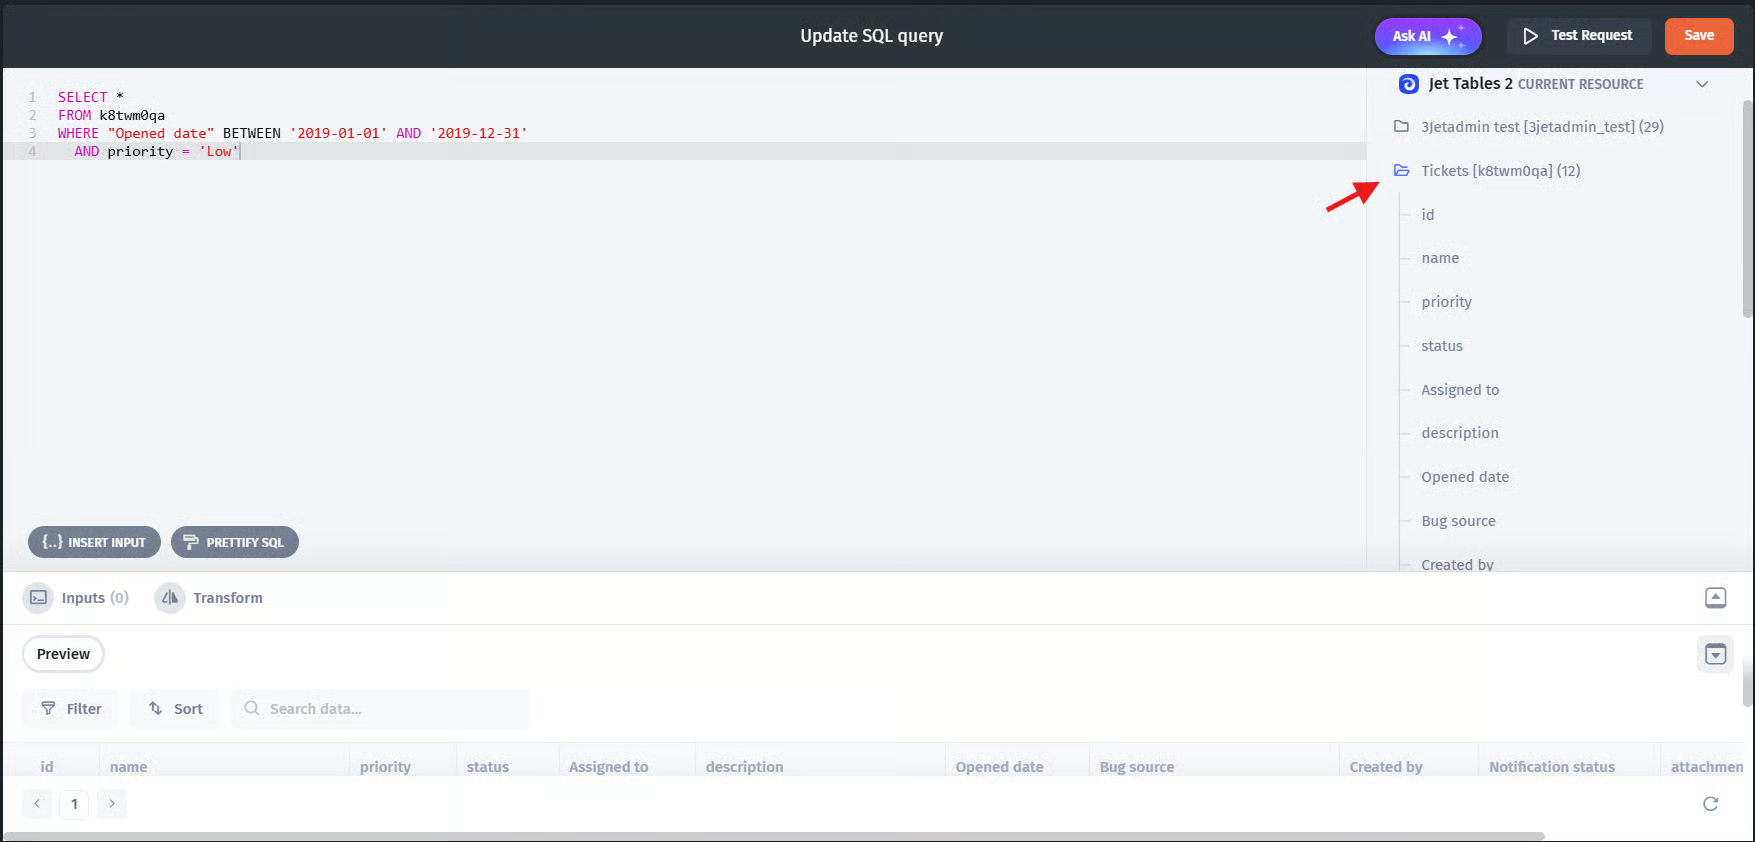 Update SQL query
Ask AI
Test Request
Save
1 SELECT *
2 FROM k8twm0qa
3 WHERE "Opened date" BETWEEN '2019-01-01' AND '2019-12-31'
4 AND priority = 'Low'
Jet Tables 2 CURRENT RESOURCE
3Jetadmin test [3jetadmin_test] (29)
Tickets [k8twm0qa] (12)
id
name
priority
status
Assigned to
description
Opened date
Bug source
Created by
{..} INSERT INPUT
PRETTIFY SQL
Inputs (0)
Transform
Preview
Filter
Sort
Search data...
id name priority status Assigned to description Opened date Bug source Created by Notification status attachmen
< 1 >